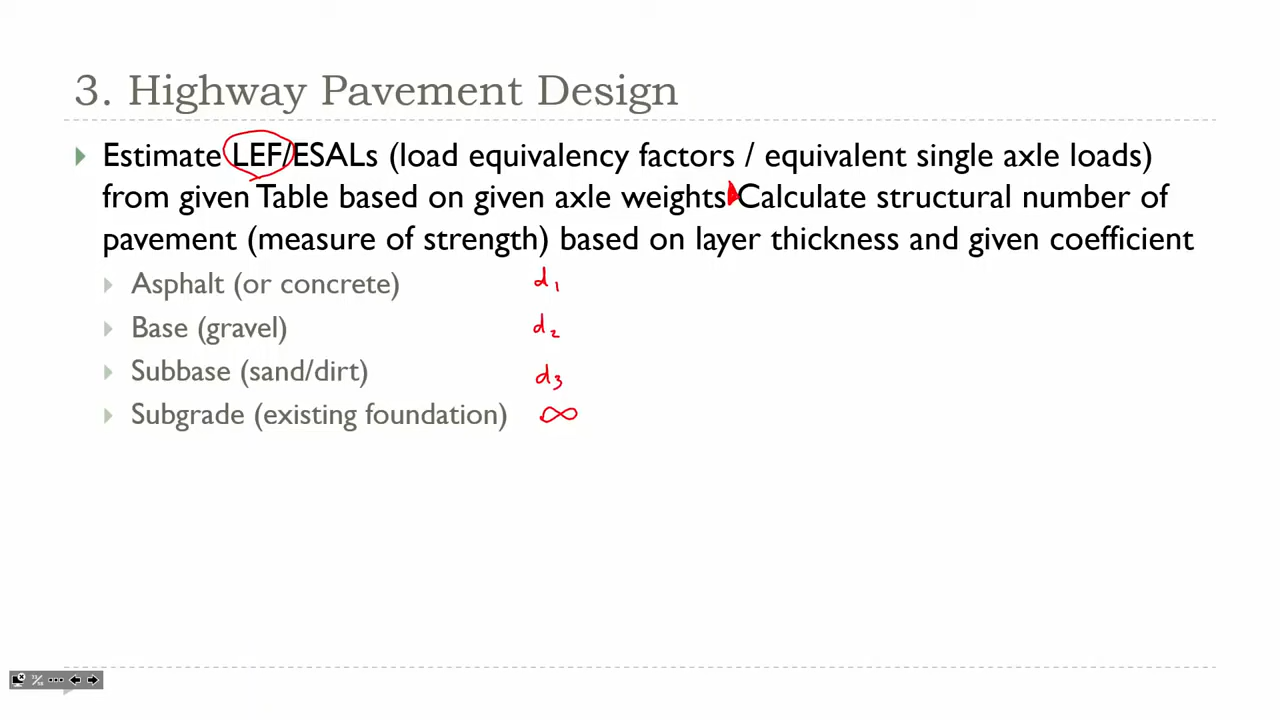 3. Highway Pavement Design
Estimate LEF/ESALs (load equivalency factors / equivalent single axle loads)
from given Table based on given axle weights Calculate structural number of
pavement (measure of strength) based on layer thickness and given coefficient
Asphalt (or concrete) d1
Base (gravel) d2
Subbase (sand/dirt) d3
Subgrade (existing foundation) ∞